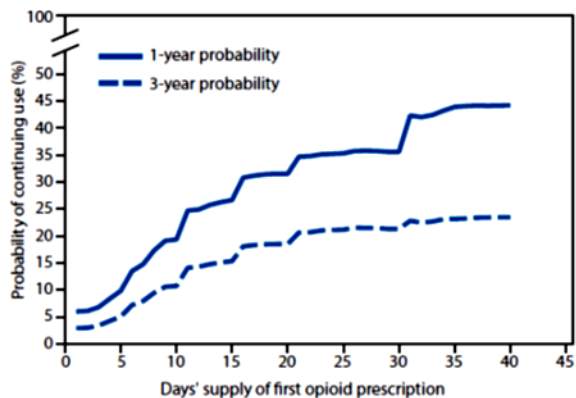 100
1-year probability
3-year probability
50
45
40
35
30
25
20
15
10
5
0
Probability of continuing use (%)
0 5 10 15 20 25 30 35 40 45
Days' supply of first opioid prescription